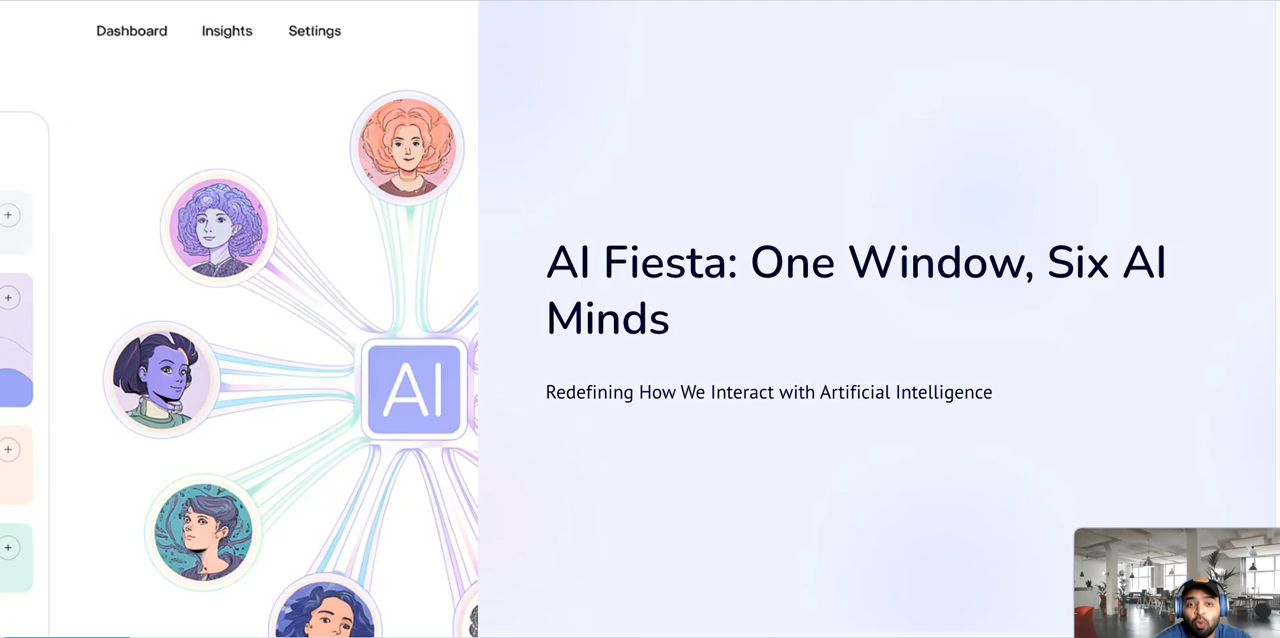 Dashboard Insights Settings
AI
AI Fiesta: One Window, Six AI
Minds
Redefining How We Interact with Artificial Intelligence